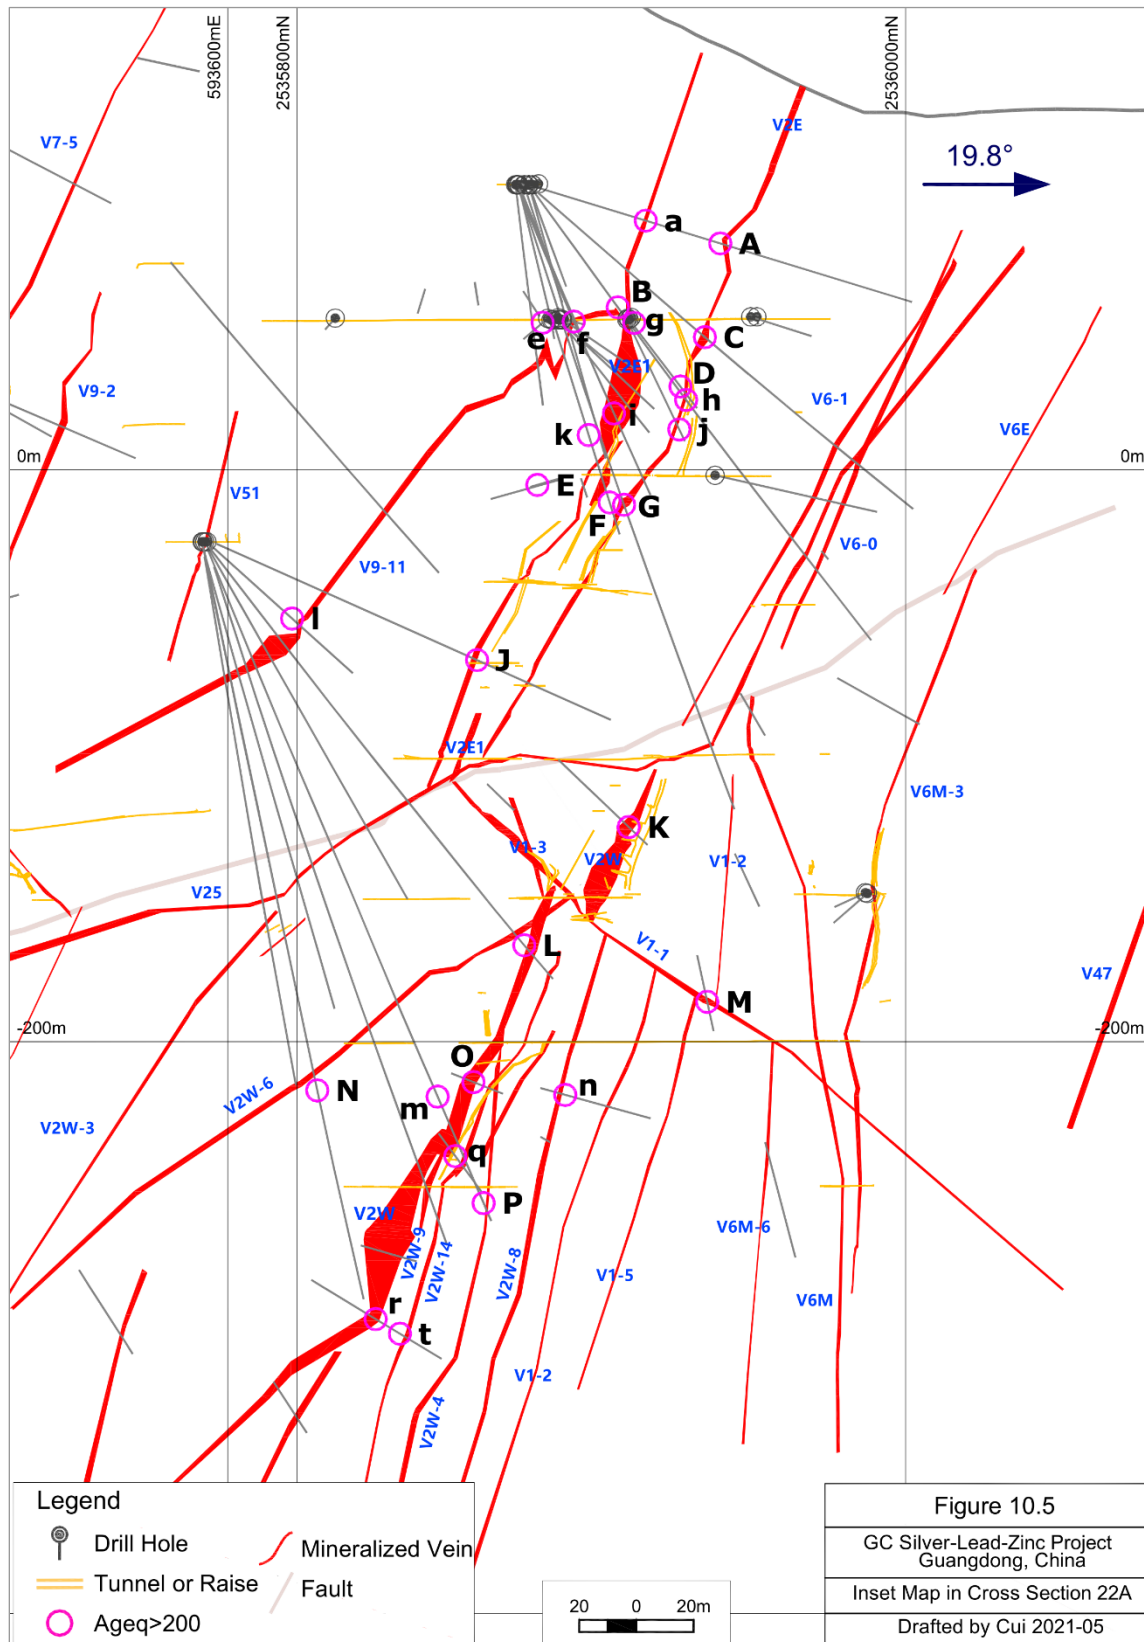 593600mE
2535800mN
2536000mN
V2E
V7-5
19.8°
a
A
B
e
f
g
C
V2E1
D
h
V9-2
i
j
V6-1
V6E
k
0m
0m
E
V51
F
G
V6-0
V9-11
I
J
V2E1
V6M-3
K
V1-3
V2W
V1-2
V25
L
V1-1
M
V47
-200m
-200m
O
V2W-6
N
m
n
V2W-3
q
P
V2W
V2W-9
V2W-14
V2W-8
V6M-6
V1-5
V6M
r
t
V1-2
V2W-4
Legend
Drill Hole
Mineralized Vein
Tunnel or Raise
Fault
Ageq>200
20 0 20m
Figure 10.5
GC Silver-Lead-Zinc Project
Guangdong, China
Inset Map in Cross Section 22A
Drafted by Cui 2021-05